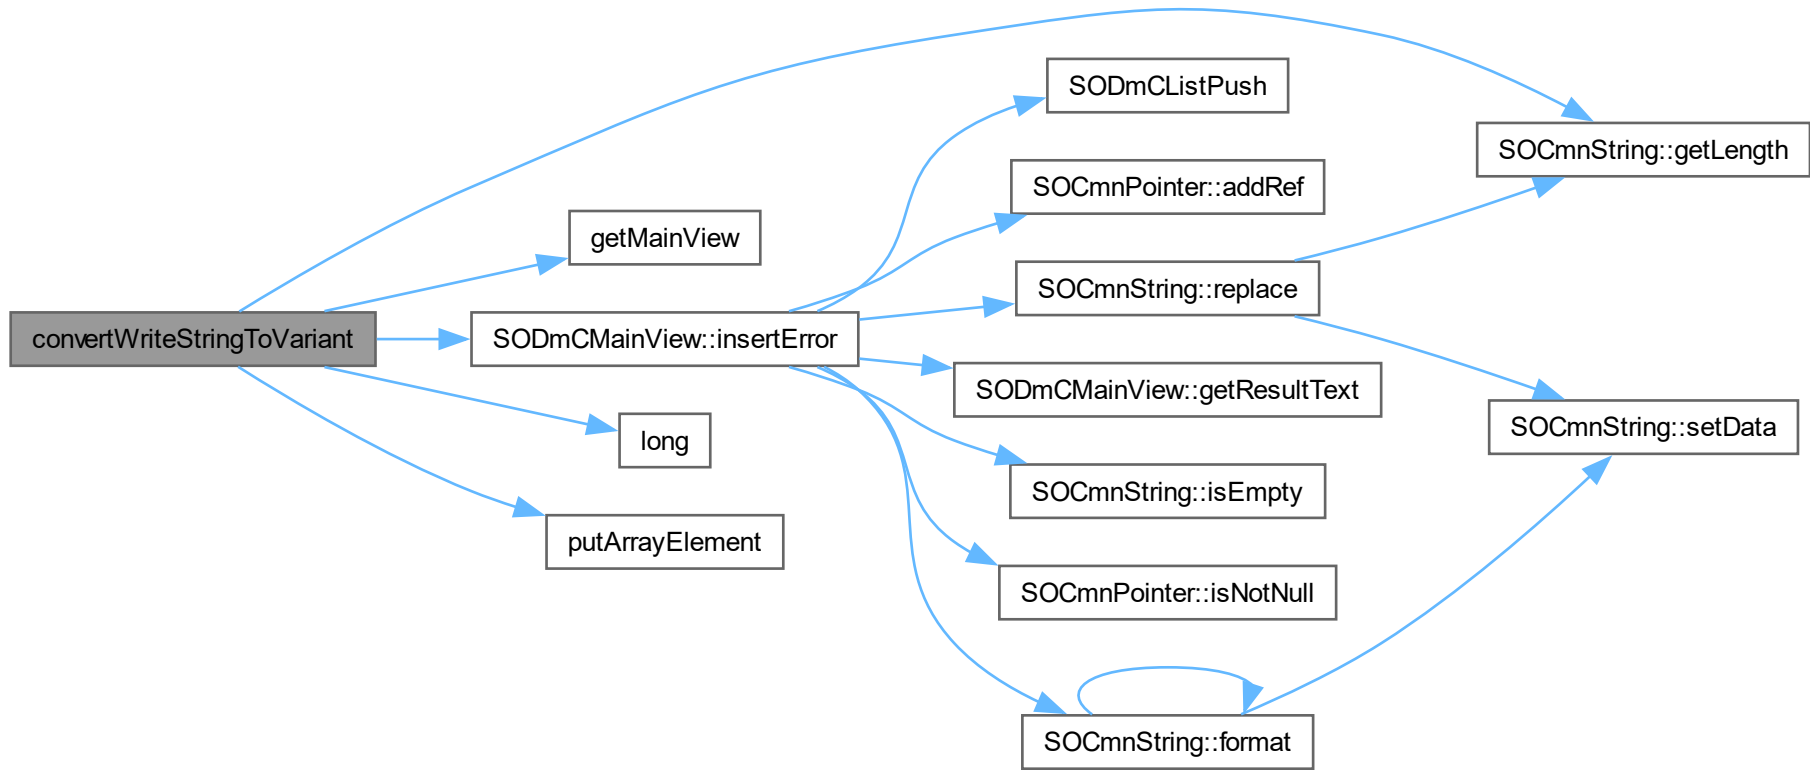 SODmCListPush
SOCmnString::getLength
SOCmnPointer::addRef
getMainView
SOCmnString::replace
convertWriteStringToVariant
SODmCMainView::insertError
SODmCMainView::getResultText
SOCmnString::setData
long
SOCmnString::isEmpty
putArrayElement
SOCmnPointer::isNotNull
SOCmnString::format